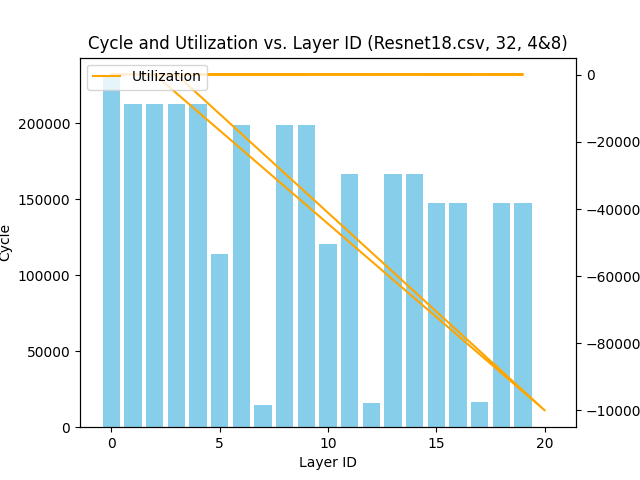 Cycle and Utilization vs. Layer ID (Resnet18.csv, 32, 4&8)
Utilization
200000
150000
100000
50000
0
Cycle
0
−20000
−40000
−60000
−80000
−100000
0 5 10 15 20
Layer ID